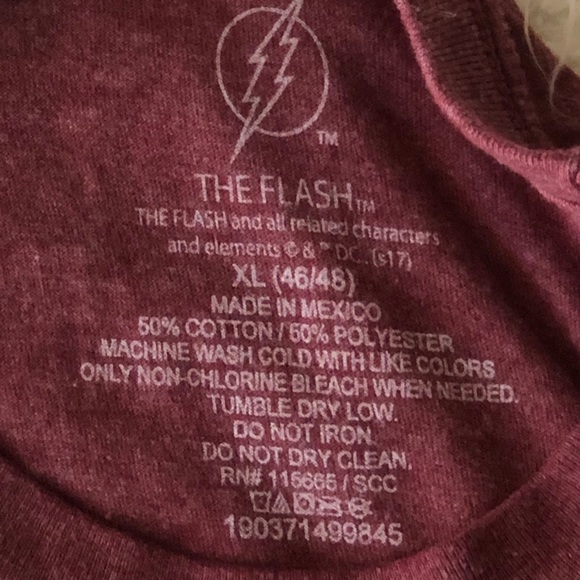 TM
THE FLASH TM
THE FLASH and all related characters
and elements © & ™ DC. (s17)
XL (46/48)
MADE IN MEXICO
50% COTTON / 50% POLYESTER
MACHINE WASH COLD WITH LIKE COLORS
ONLY NON-CHLORINE BLEACH WHEN NEEDED.
TUMBLE DRY LOW.
DO NOT IRON.
DO NOT DRY CLEAN.
RN# 115665 / SCC
190371499845